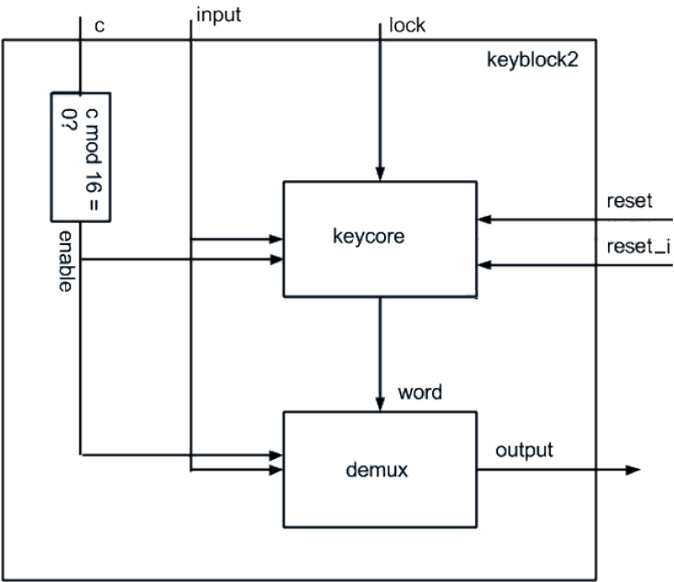 c
input
lock
keyblock2
c mod 16 =
0?
reset
keycore
reset_i
enable
word
output
demux